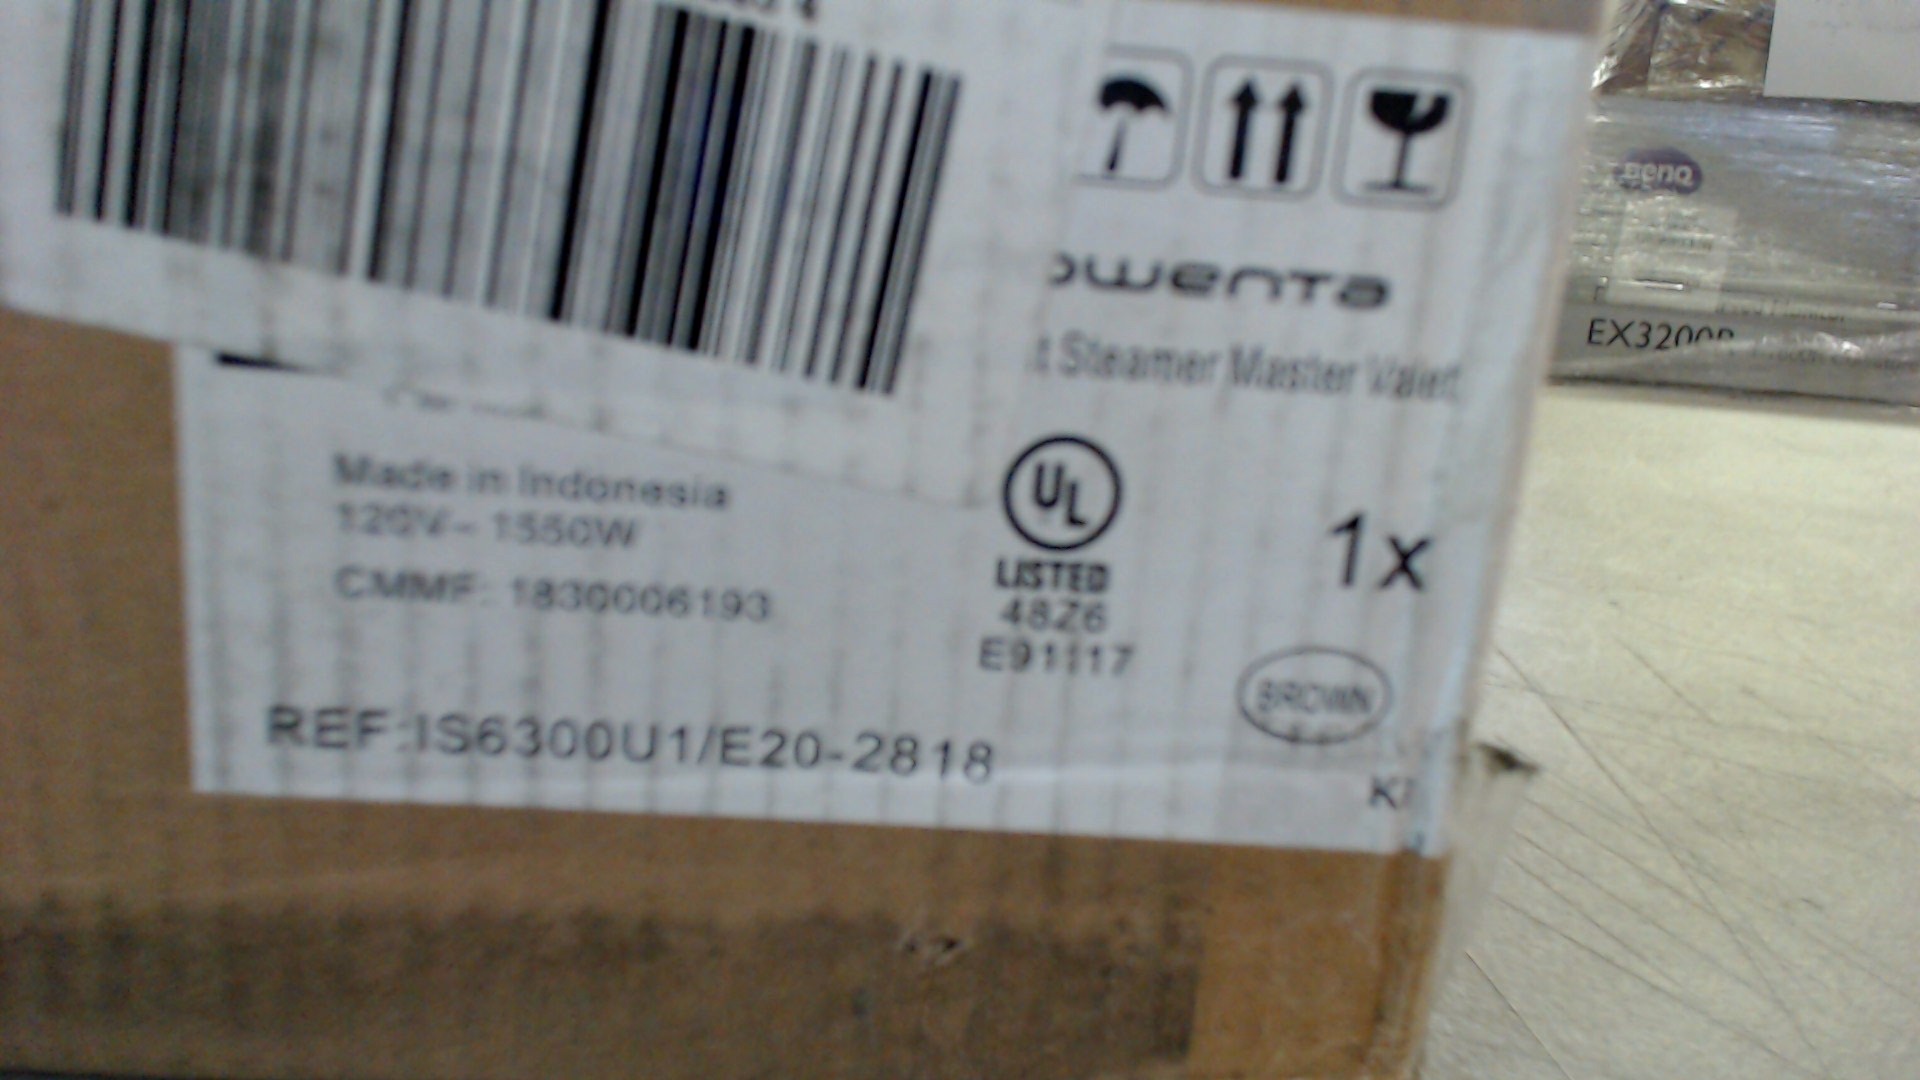 owenta
t Steamer Master Valet
Made in Indonesia
120V~ 1550W
CMMF: 1830006193
UL
LISTED
48Z6
E91117
1x
BROWN
REF:IS6300U1/E20-2818
BenQ
EX3200R